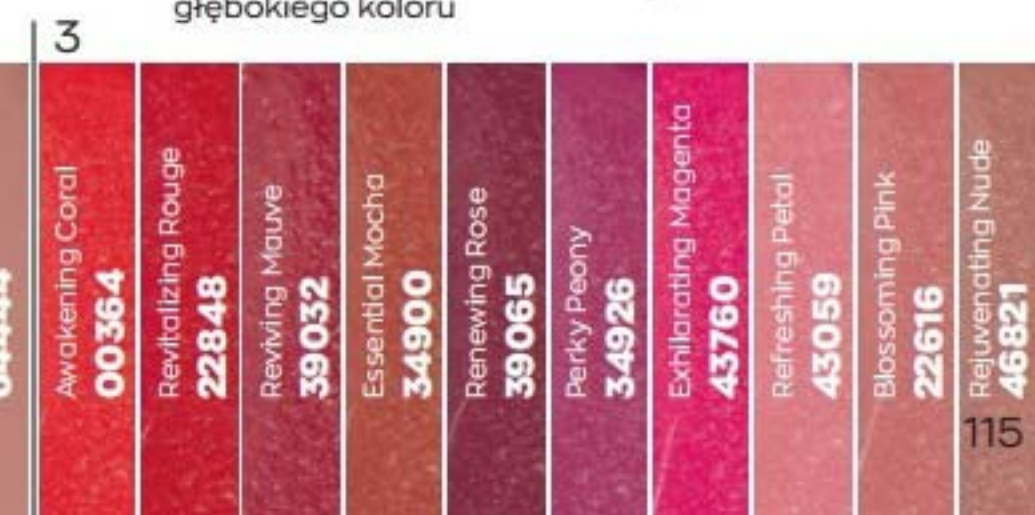 głębokiego koloru
3
Awakening Coral
00364
Revitalizing Rouge
22848
Reviving Mauve
39032
Essential Mocha
34900
Renewing Rose
39065
Perky Peony
34926
Exhilarating Magenta
43760
Refreshing Petal
43059
Blossoming Pink
22616
Rejuvenating Nude
46821
115